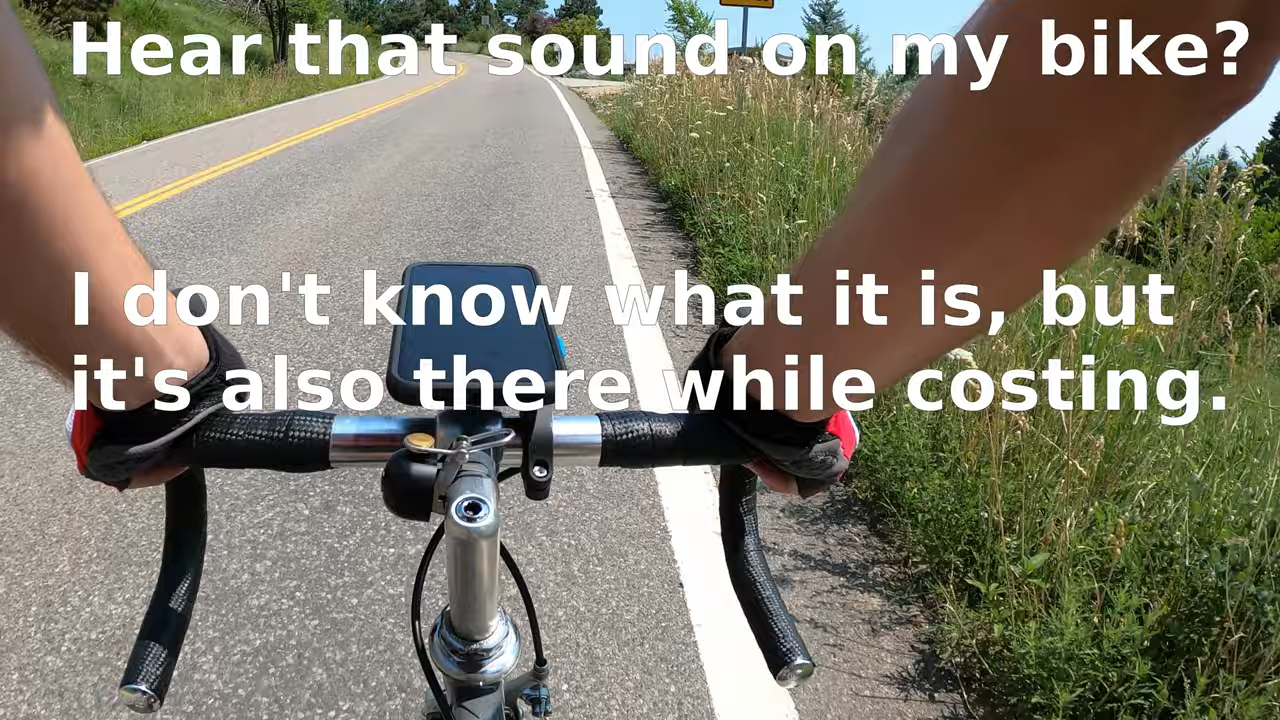 Hear that sound on my bike?
I don't know what it is, but
it's also there while costing.